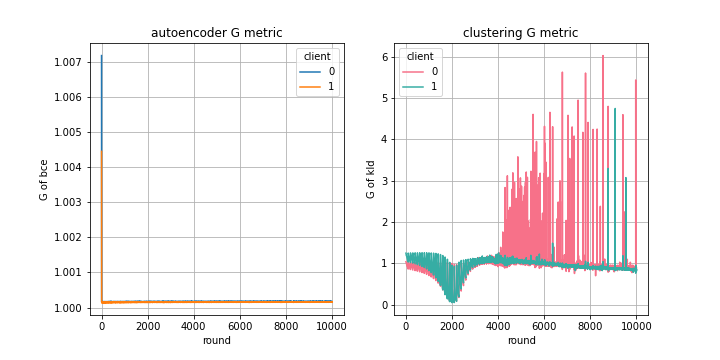 autoencoder G metric
G of bce
1.007
1.006
1.005
1.004
1.003
1.002
1.001
1.000
client
0
1
0 2000 4000 6000 8000 10000
round
clustering G metric
G of kld
6
5
4
3
2
1
0
client
0
1
0 2000 4000 6000 8000 10000
round